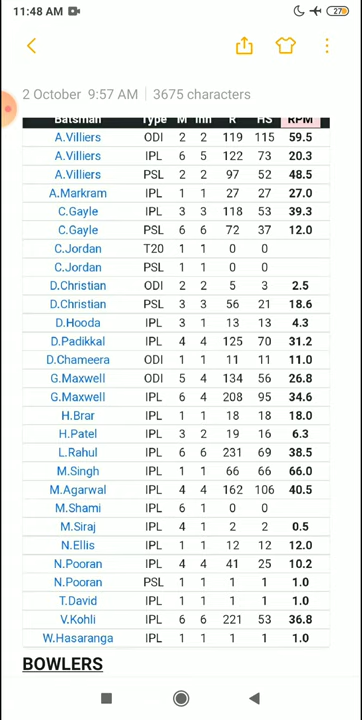 11:48 AM
27
2 October 9:57 AM | 3675 characters
Batsman Type M Inn R HS RPM
A.Villiers ODI 2 2 119 115 59.5
A.Villiers IPL 6 5 122 73 20.3
A.Villiers PSL 2 2 97 52 48.5
A.Markram IPL 1 1 27 27 27.0
C.Gayle IPL 3 3 118 53 39.3
C.Gayle PSL 6 6 72 37 12.0
C.Jordan T20 1 1 0 0
C.Jordan PSL 1 1 0 0
D.Christian ODI 2 2 5 3 2.5
D.Christian PSL 3 3 56 21 18.6
D.Hooda IPL 3 1 13 13 4.3
D.Padikkal IPL 4 4 125 70 31.2
D.Chameera ODI 1 1 11 11 11.0
G.Maxwell ODI 5 4 134 56 26.8
G.Maxwell IPL 6 4 208 95 34.6
H.Brar IPL 1 1 18 18 18.0
H.Patel IPL 3 2 19 16 6.3
L.Rahul IPL 6 6 231 69 38.5
M.Singh IPL 1 1 66 66 66.0
M.Agarwal IPL 4 4 162 106 40.5
M.Shami IPL 6 1 0 0
M.Siraj IPL 4 1 2 2 0.5
N.Ellis IPL 1 1 12 12 12.0
N.Pooran IPL 4 4 41 25 10.2
N.Pooran PSL 1 1 1 1 1.0
T.David IPL 1 1 1 1 1.0
V.Kohli IPL 6 6 221 53 36.8
W.Hasaranga IPL 1 1 1 1 1.0
BOWLERS